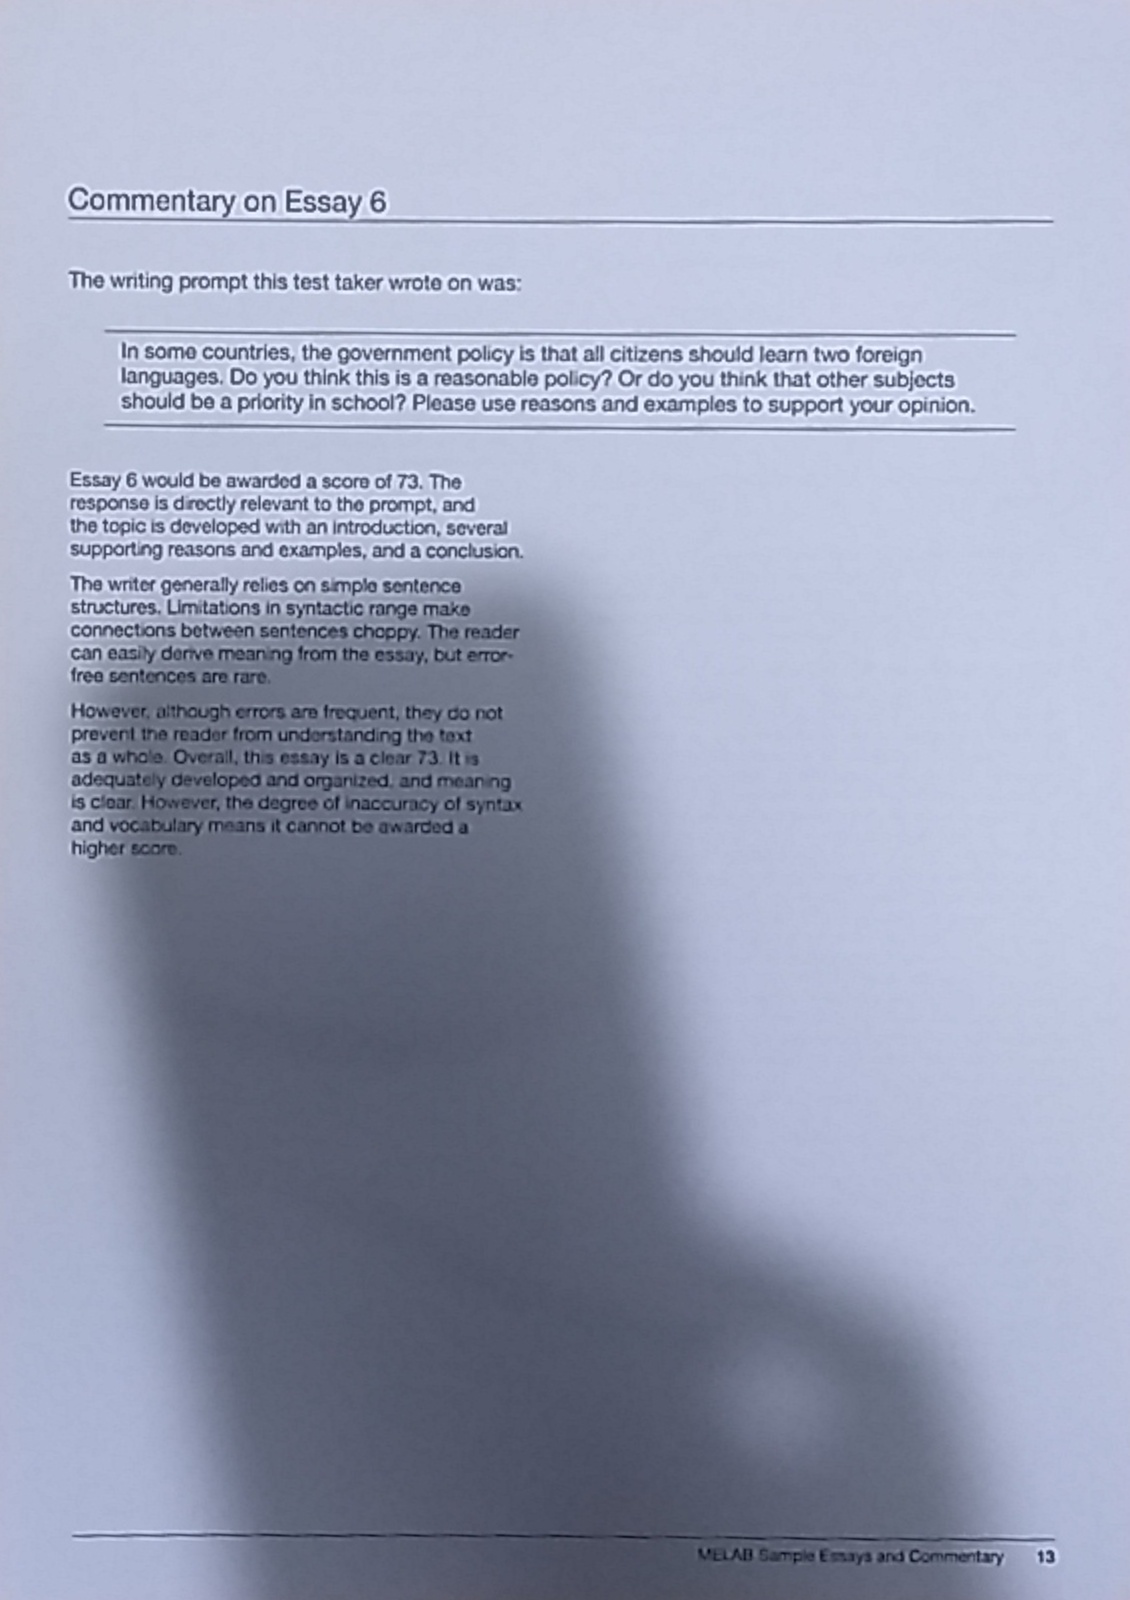 Commentary on Essay 6
The writing prompt this test taker wrote on was:
In some countries, the government policy is that all citizens should learn two foreign
languages. Do you think this is a reasonable policy? Or do you think that other subjects
should be a priority in school? Please use reasons and examples to support your opinion.
Essay 6 would be awarded a score of 73. The
response is directly relevant to the prompt, and
the topic is developed with an introduction, several
supporting reasons and examples, and a conclusion.
The writer generally relies on simple sentence
structures. Limitations in syntactic range make
connections between sentences choppy. The reader
can easily derive meaning from the essay, but error-
free sentences are rare.
However, although errors are frequent, they do not
prevent the reader from understanding the text
as a whole. Overall, this essay is a clear 73. It is
adequately developed and organized, and meaning
is clear. However, the degree of inaccuracy of syntax
and vocabulary means it cannot be awarded a
higher score.
MELAB Sample Essays and Commentary 13